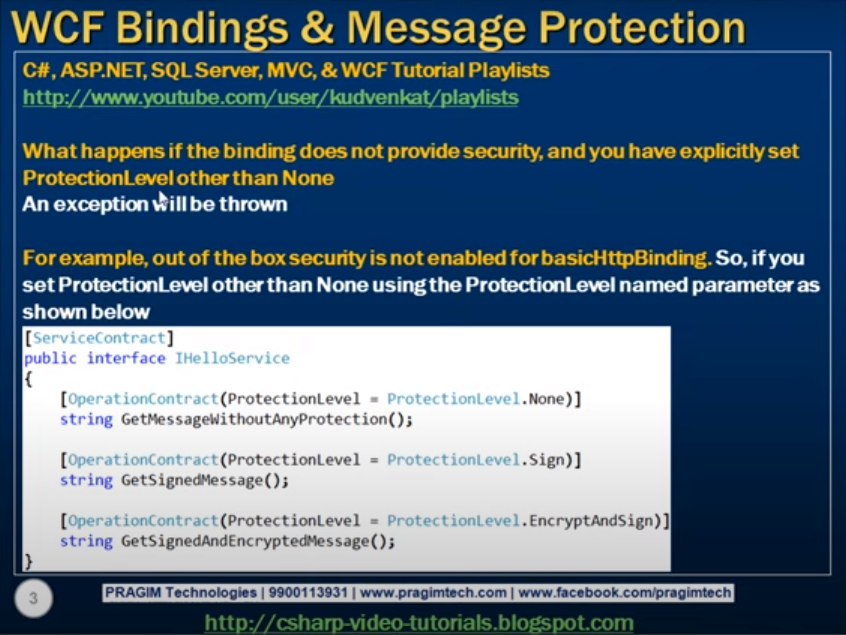 WCF Bindings & Message Protection
C#, ASP.NET, SQL Server, MVC, & WCF Tutorial Playlists
http://www.youtube.com/user/kudvenkat/playlists
What happens if the binding does not provide security, and you have explicitly set
ProtectionLevel other than None
An exception will be thrown
For example, out of the box security is not enabled for basicHttpBinding. So, if you
set ProtectionLevel other than None using the ProtectionLevel named parameter as
shown below
[ServiceContract]
public interface IHelloService
{
[OperationContract(ProtectionLevel = ProtectionLevel.None)]
string GetMessageWithoutAnyProtection();
[OperationContract(ProtectionLevel = ProtectionLevel.Sign)]
string GetSignedMessage();
[OperationContract(ProtectionLevel = ProtectionLevel.EncryptAndSign)]
string GetSignedAndEncryptedMessage();
}
3
PRAGIM Technologies | 9900113931 | www.pragimtech.com | www.facebook.com/pragimtech
http://csharp-video-tutorials.blogspot.com